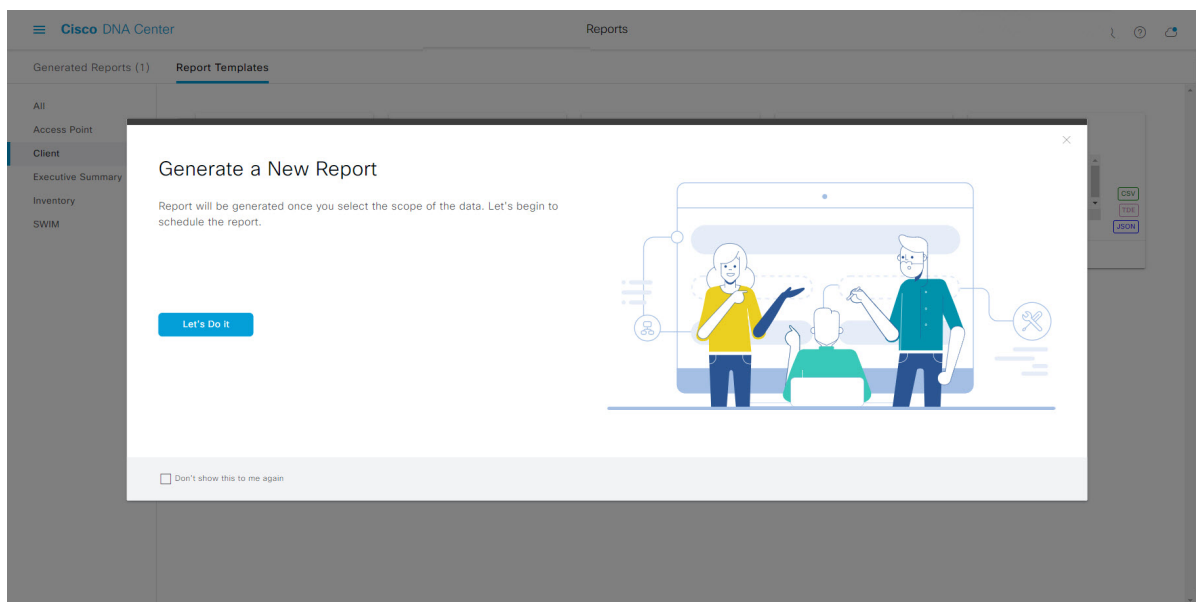 Cisco DNA Center
Reports
Generated Reports (1)
Report Templates
All
Access Point
Client
Executive Summary
Inventory
SWIM
Generate a New Report
Report will be generated once you select the scope of the data. Let's begin to
schedule the report.
Let's Do it
Don't show this to me again
CSV
TDE
JSON